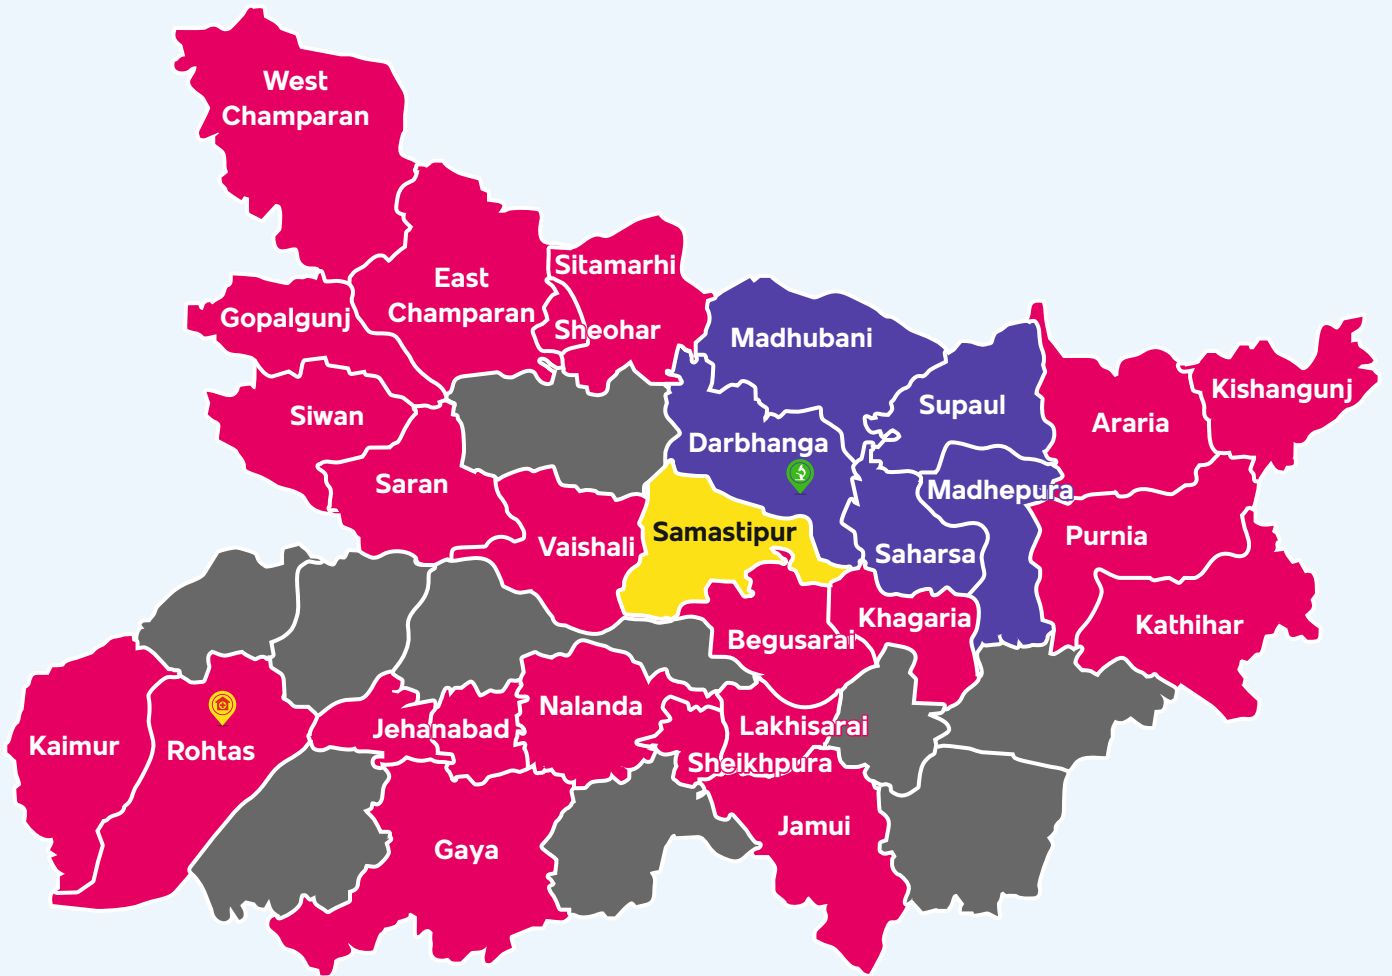 West
Champaran
East
Champaran
Sitamarhi
Gopalgunj
Sheohar
Madhubani
Kishangunj
Siwan
Supaul
Araria
Darbhanga
Saran
Madhepura
Samastipur
Purnia
Vaishali
Saharsa
Khagaria
Kathihar
Begusarai
Nalanda
Jehanabad
Lakhisarai
Kaimur
Rohtas
Sheikhpura
Jamui
Gaya